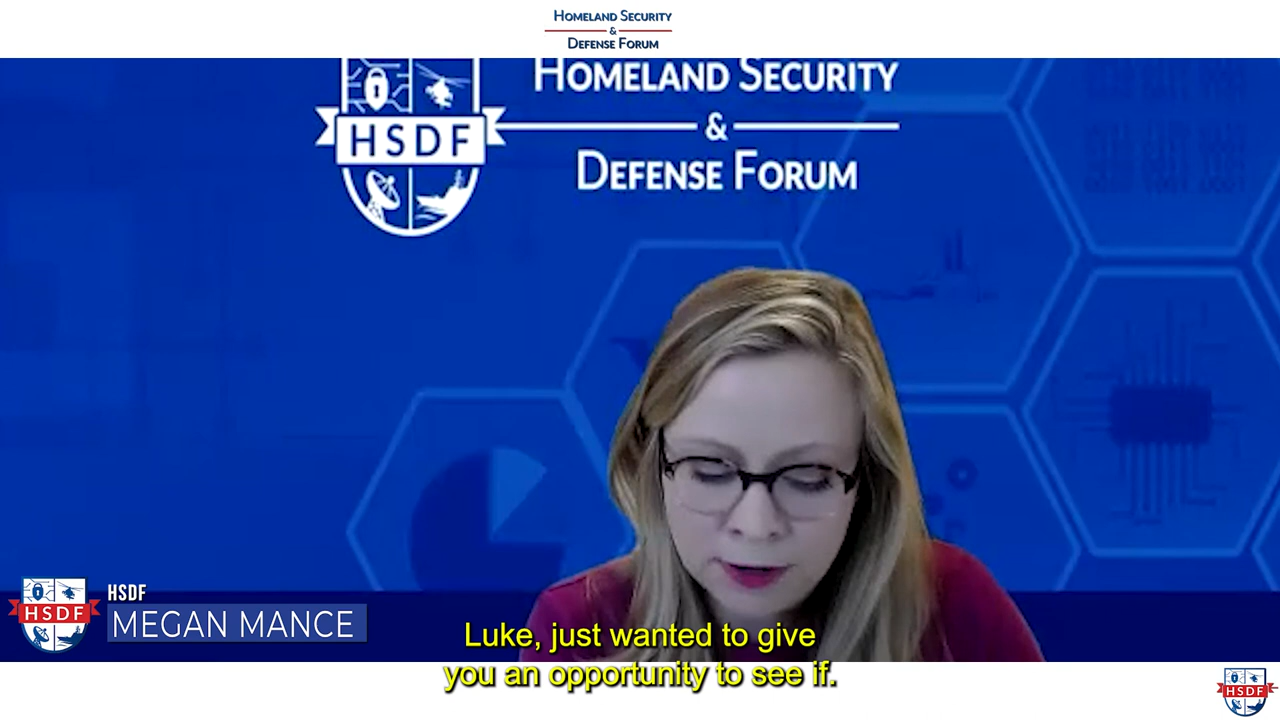 Homeland Security
&
Defense Forum
Homeland Security
&
Defense Forum
HSDF
HSDF
HSDF
MEGAN MANCE
Luke, just wanted to give
you an opportunity to see if.
HSDF